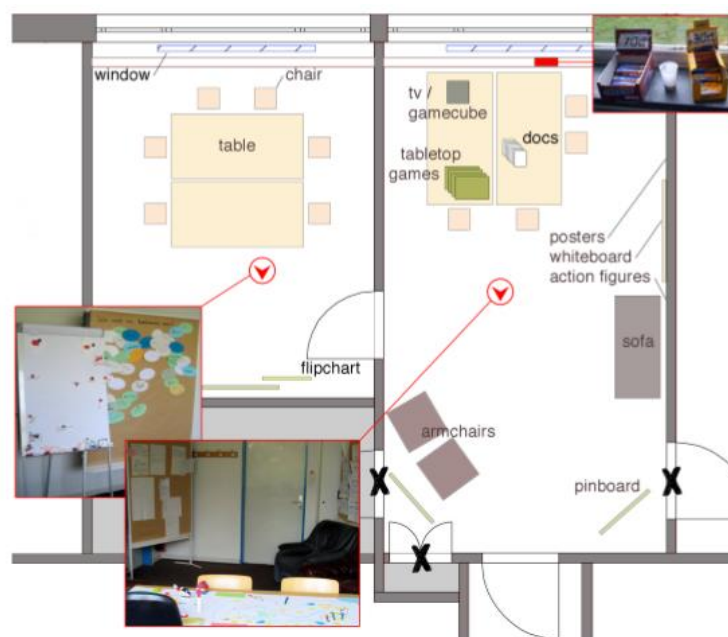 window
chair
table
tv /
gamecube
docs
tabletop
games
posters
whiteboard
action figures
sofa
flipchart
armchairs
pinboard
X
X
X